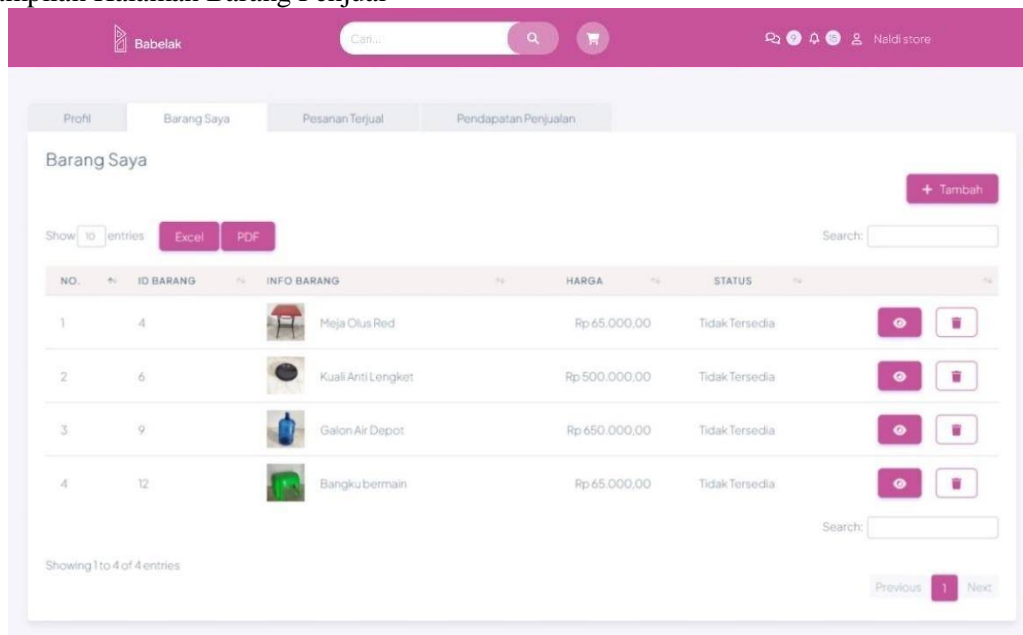 Babelak Cari... 9 Naldi store
Profil Barang Saya Pesanan Terjual Pendapatan Penjualan
Barang Saya
+ Tambah
Show 10 entries Excel PDF Search:
NO. ID BARANG INFO BARANG HARGA STATUS
1 4 Meja Olus Red Rp 65.000,00 Tidak Tersedia
2 6 Kuali Anti Lengket Rp 500.000,00 Tidak Tersedia
3 9 Galon Air Depot Rp 650.000,00 Tidak Tersedia
4 12 Bangku bermain Rp 65.000,00 Tidak Tersedia
Search:
Showing 1 to 4 of 4 entries
Previous 1 Next